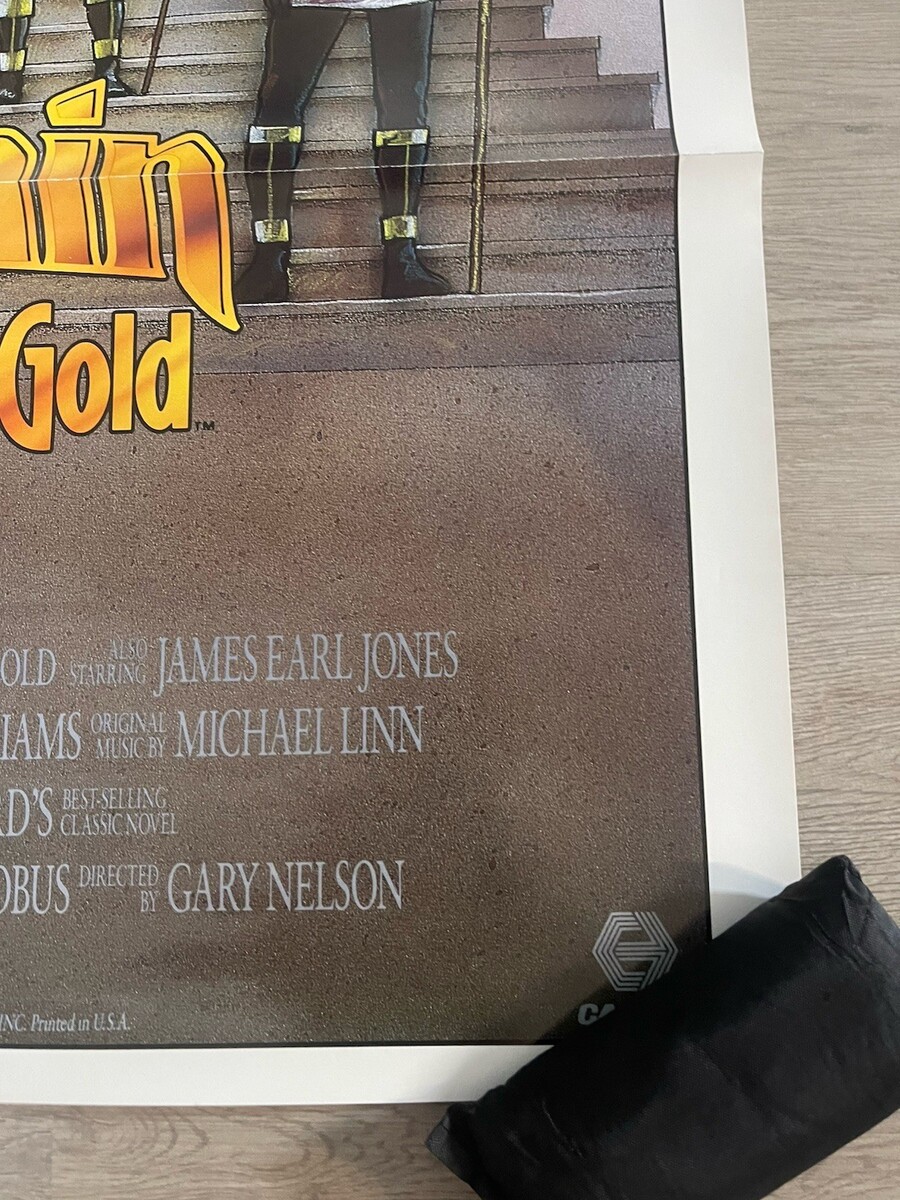 ain
Gold TM
OLD ALSO STARRING JAMES EARL JONES
IAMS ORIGINAL MUSIC BY MICHAEL LINN
RD'S BEST-SELLING CLASSIC NOVEL
OBUS DIRECTED BY GARY NELSON
INC. Printed in U.S.A.
CA